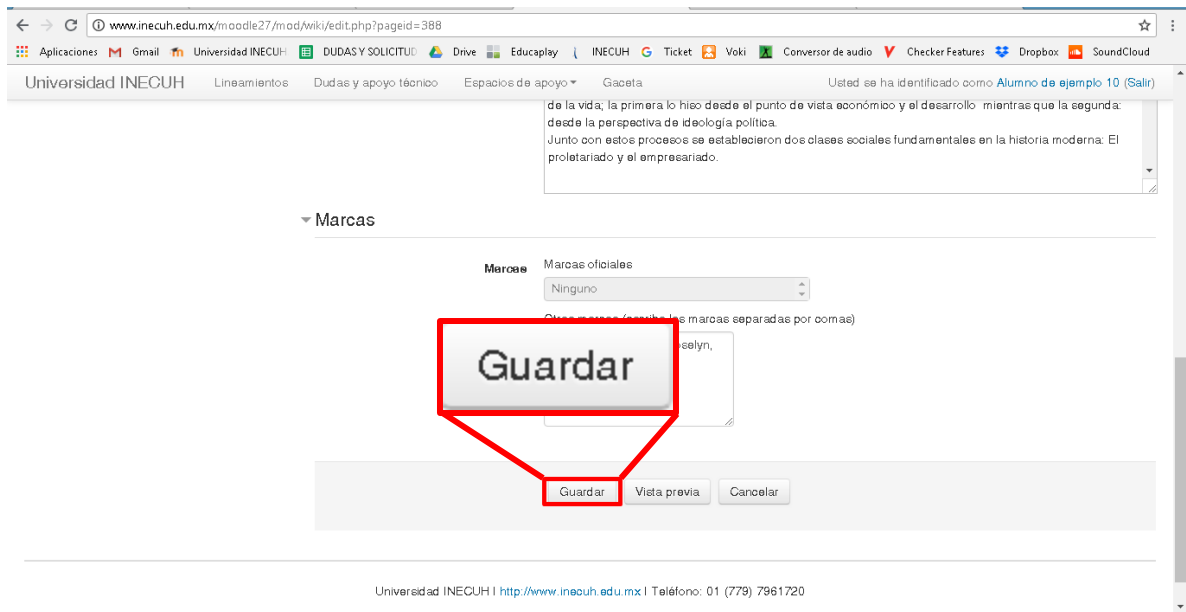 www.inecuh.edu.mx/moodle27/mod/wiki/edit.php?pageid=388
Aplicaciones Gmail Universidad INECUH DUDAS Y SOLICITUD Drive Educaplay INECUH Ticket Voki Conversor de audio Checker Features Dropbox SoundCloud
Universidad INECUH Lineamientos Dudas y apoyo técnico Espacios de apoyo Gaceta Usted se ha identificado como Alumno de ejemplo 10 (Salir)
de la vida; la primera lo hiso desde el punto de vista económico y el desarrollo mientras que la segunda:
desde la perspectiva de ideología política.
Junto con estos procesos se establecieron dos clases sociales fundamentales en la historia moderna: El
proletariado y el empresariado.
Marcas
Marcas Marcas oficiales
Ninguno
marcas separadas por comas)
Guardar
Guardar Vista previa Cancelar
Universidad INECUH | http://www.inecuh.edu.mx | Teléfono: 01 (779) 7961720